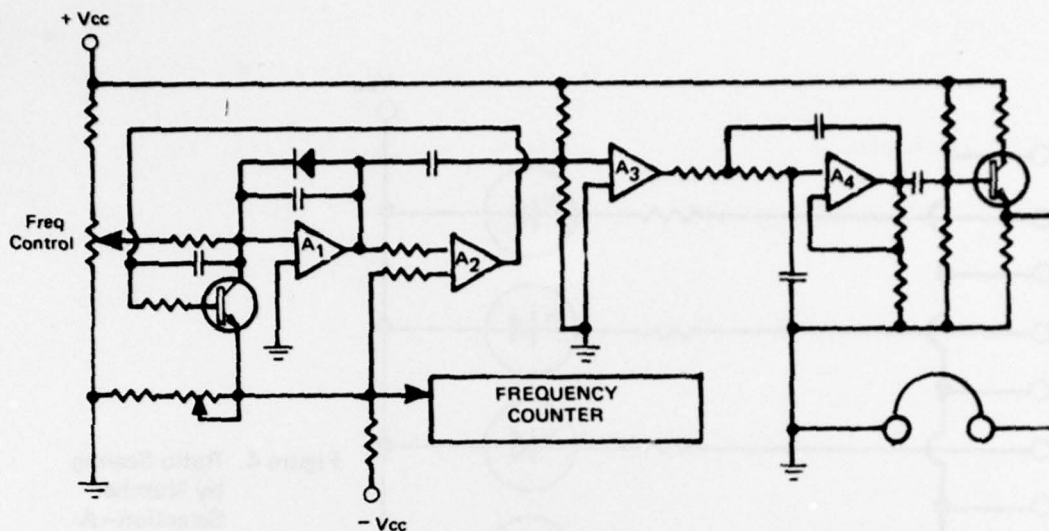 + Vcc
Freq
Control
A1
A2
A3
A4
FREQUENCY
COUNTER
− Vcc